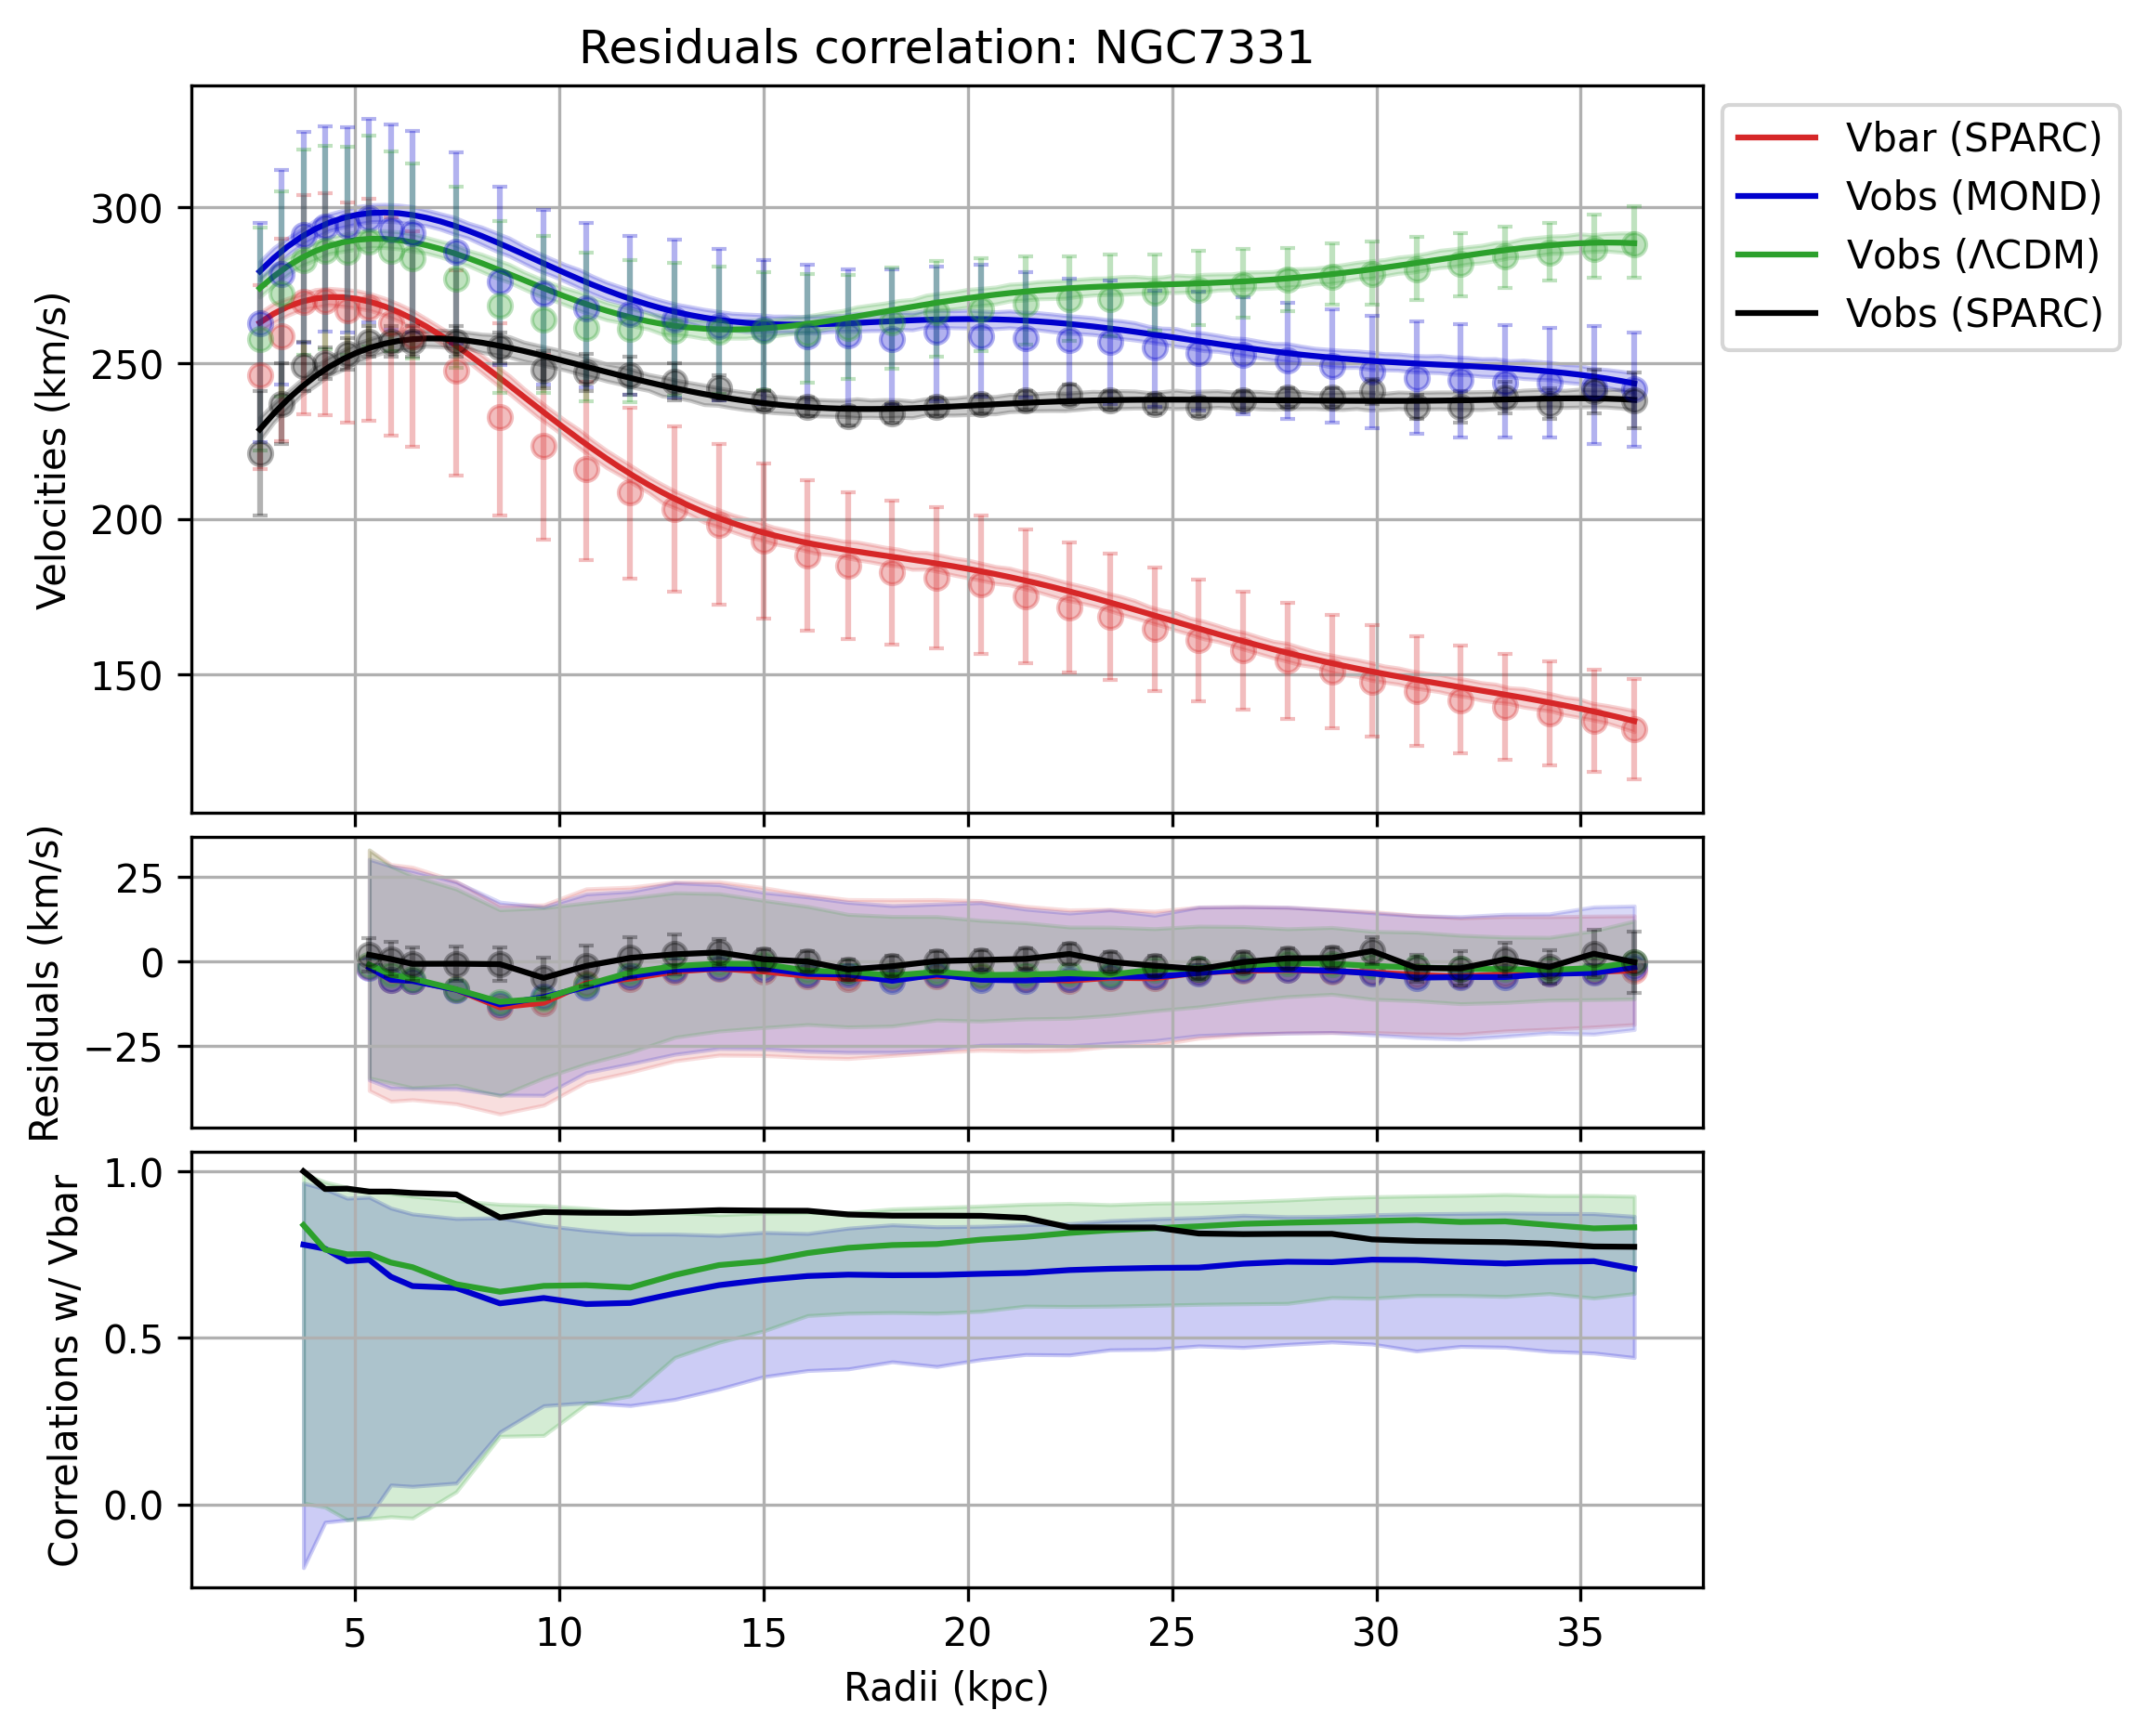 Residuals correlation: NGC7331
Velocities (km/s)
300
250
200
150
Vbar (SPARC)
Vobs (MOND)
Vobs (ΛCDM)
Vobs (SPARC)
Residuals (km/s)
25
0
−25
Correlations w/ Vbar
1.0
0.5
0.0
5 10 15 20 25 30 35
Radii (kpc)